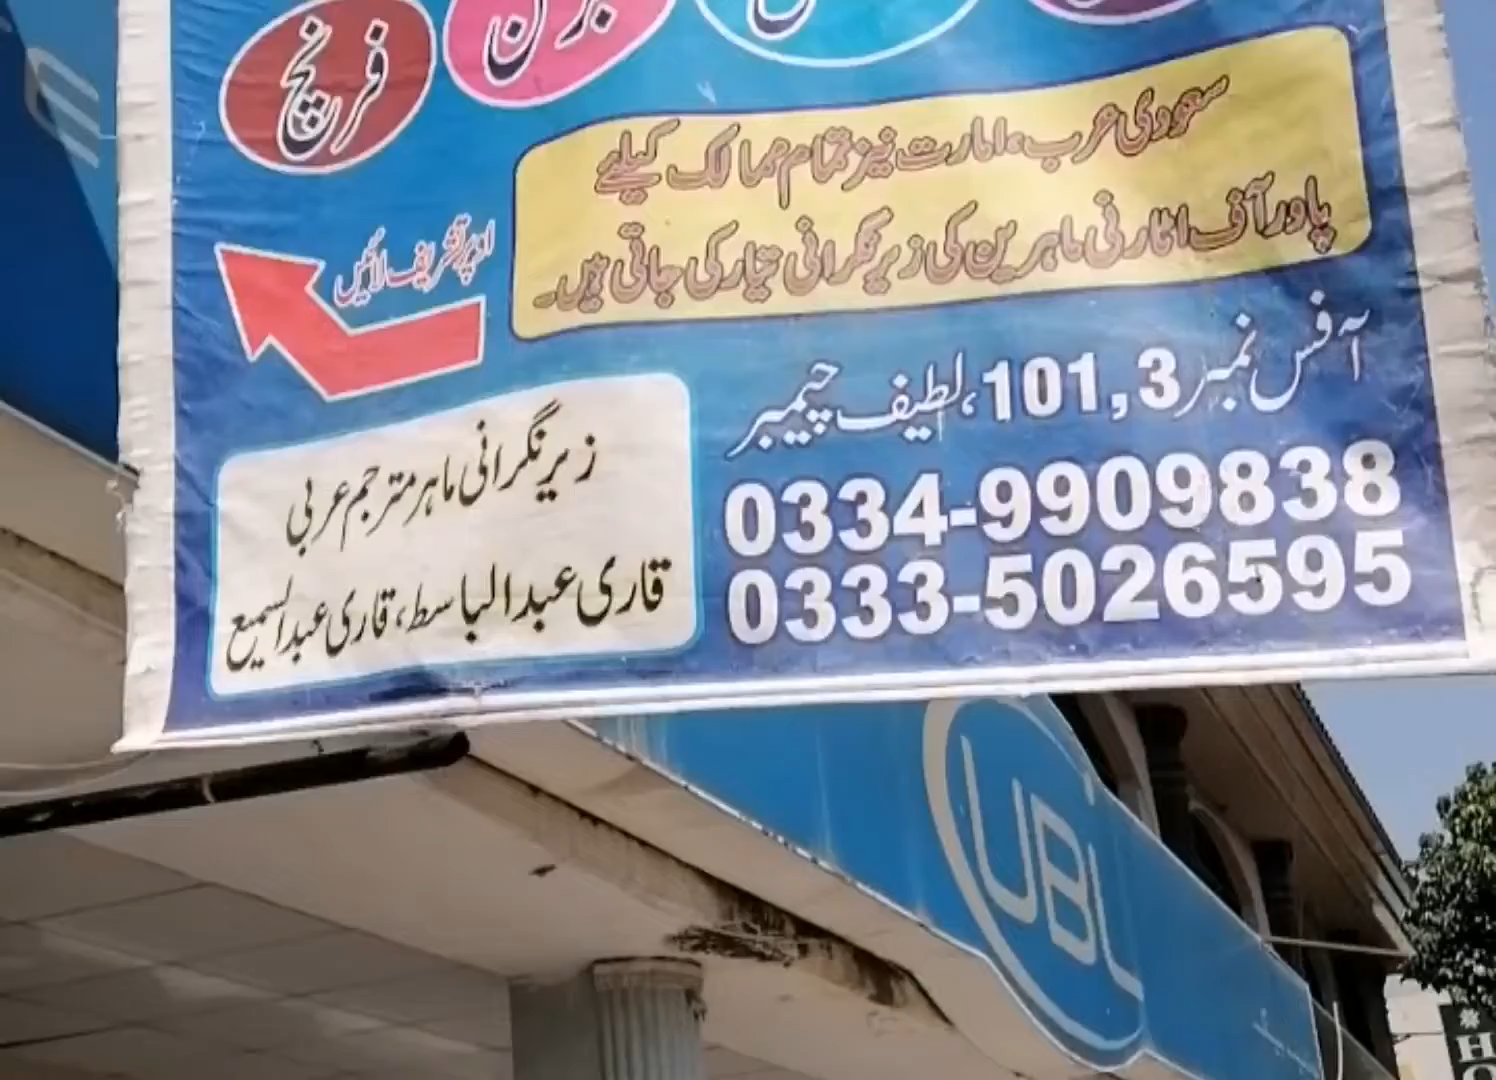 جرمن
فرنچ
سعودی عرب، امارت نیز تمام ممالک کیلئے
پاور آف اٹارنی ماہرین کی زیر نگرانی تیار کی جاتی ہیں۔
اوپر تشریف لائیں
آفس نمبر 3, 101، لطیف چیمبر
0334-9909838
0333-5026595
زیر نگرانی ماہر مترجم عربی
قاری عبدالباسط، قاری عبدالسمیع
UBL